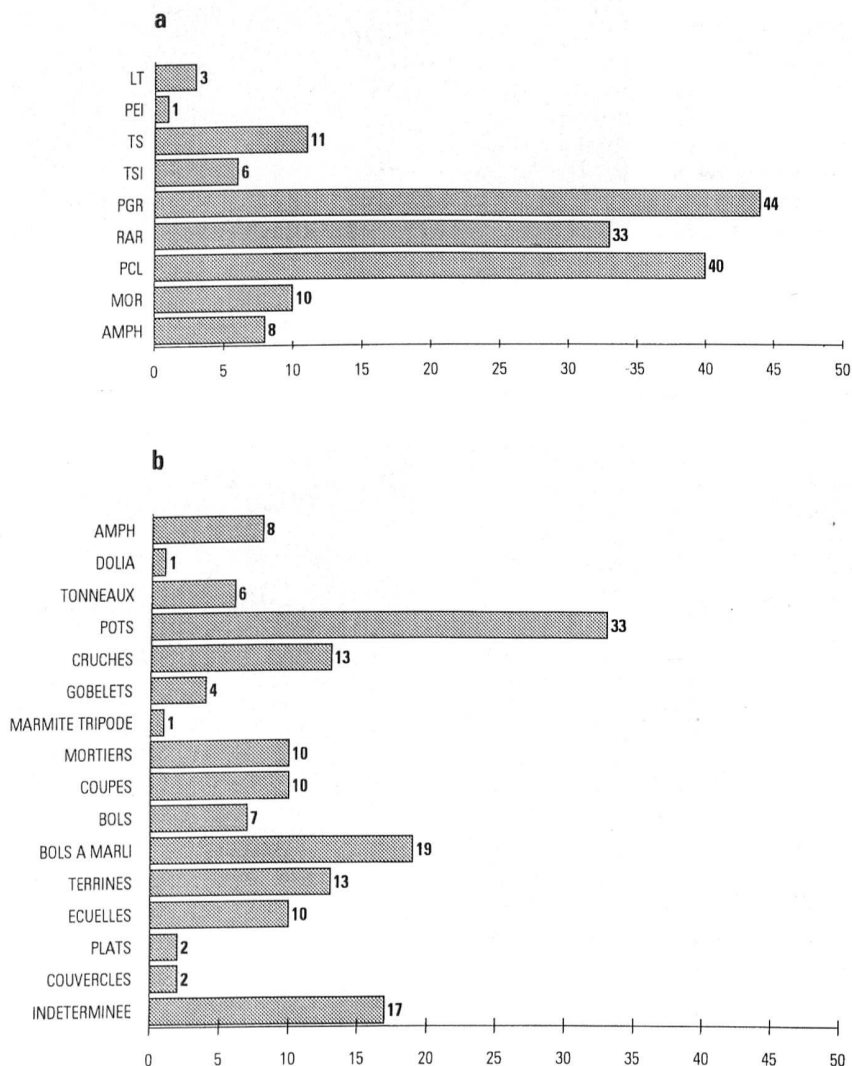 a
LT 3
PEI 1
TS 11
TSI 6
PGR 44
RAR 33
PCL 40
MOR 10
AMPH 8
0 5 10 15 20 25 30 -35 40 45 50
b
AMPH 8
DOLIA 1
TONNEAUX 6
POTS 33
CRUCHES 13
GOBELETS 4
MARMITE TRIPODE 1
MORTIERS 10
COUPES 10
BOLS 7
BOLS A MARLI 19
TERRINES 13
ECUELLES 10
PLATS 2
COUVERCLES 2
INDETERMINEE 17
0 5 10 15 20 25 30 35 40 45 50